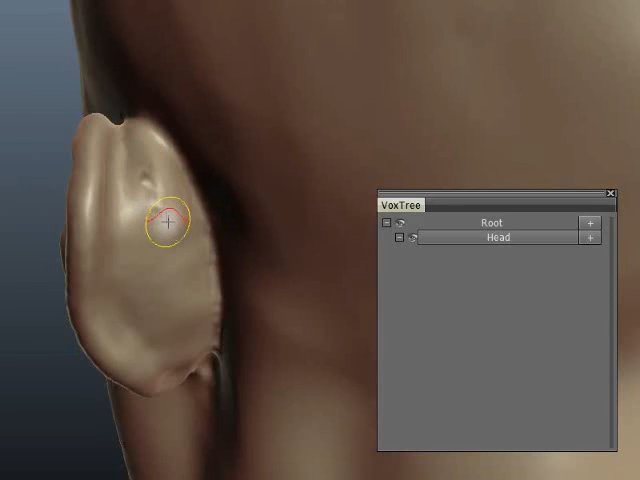 VoxTree
Root +
Head +